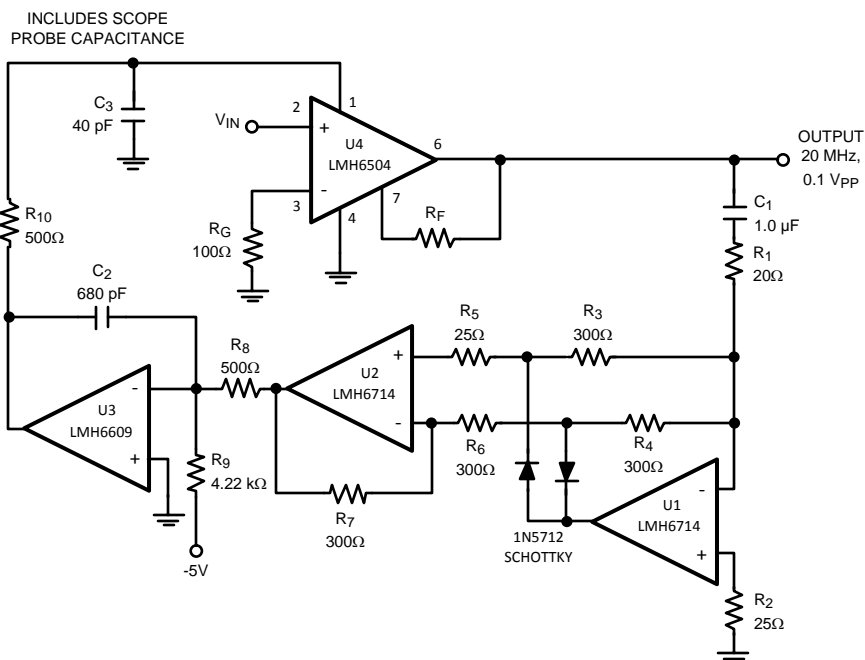 INCLUDES SCOPE
PROBE CAPACITANCE
C3
40 pF
VIN
2
1
+
U4
LMH6504
6
-
3
7
4
RF
OUTPUT
20 MHz,
0.1 VPP
C1
1.0 µF
R1
20Ω
R10
500Ω
RG
100Ω
C2
680 pF
R5
25Ω
R3
300Ω
R8
500Ω
+
U2
LMH6714
-
R6
300Ω
R4
300Ω
-
U3
LMH6609
+
R9
4.22 kΩ
-5V
R7
300Ω
1N5712
SCHOTTKY
-
U1
LMH6714
+
R2
25Ω